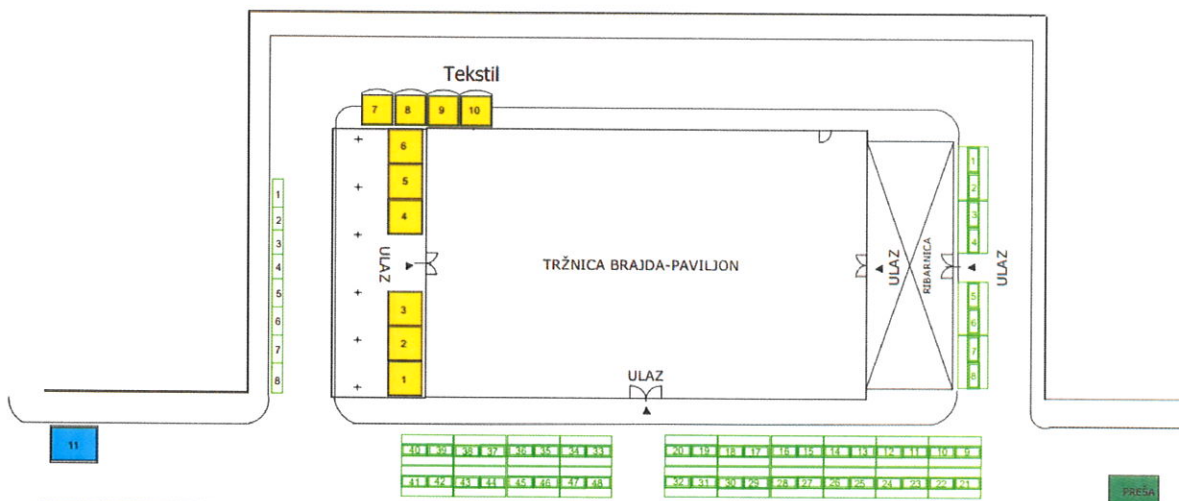 Tekstil
7 8 9 10
6
5
4
ULAZ
3
2
1
TRŽNICA BRAJDA-PAVILJON
ULAZ
ULAZ
RIBARNICA
ULAZ
1
2
3
4
5
6
7
8
1
2
3
4
5
6
7
8
11
40 39 38 37 36 35 34 33
41 42 43 44 45 46 47 48
20 19 18 17 16 15 14 13 12 11 10 9
32 31 30 29 28 27 26 25 24 23 22 21
PREŠA